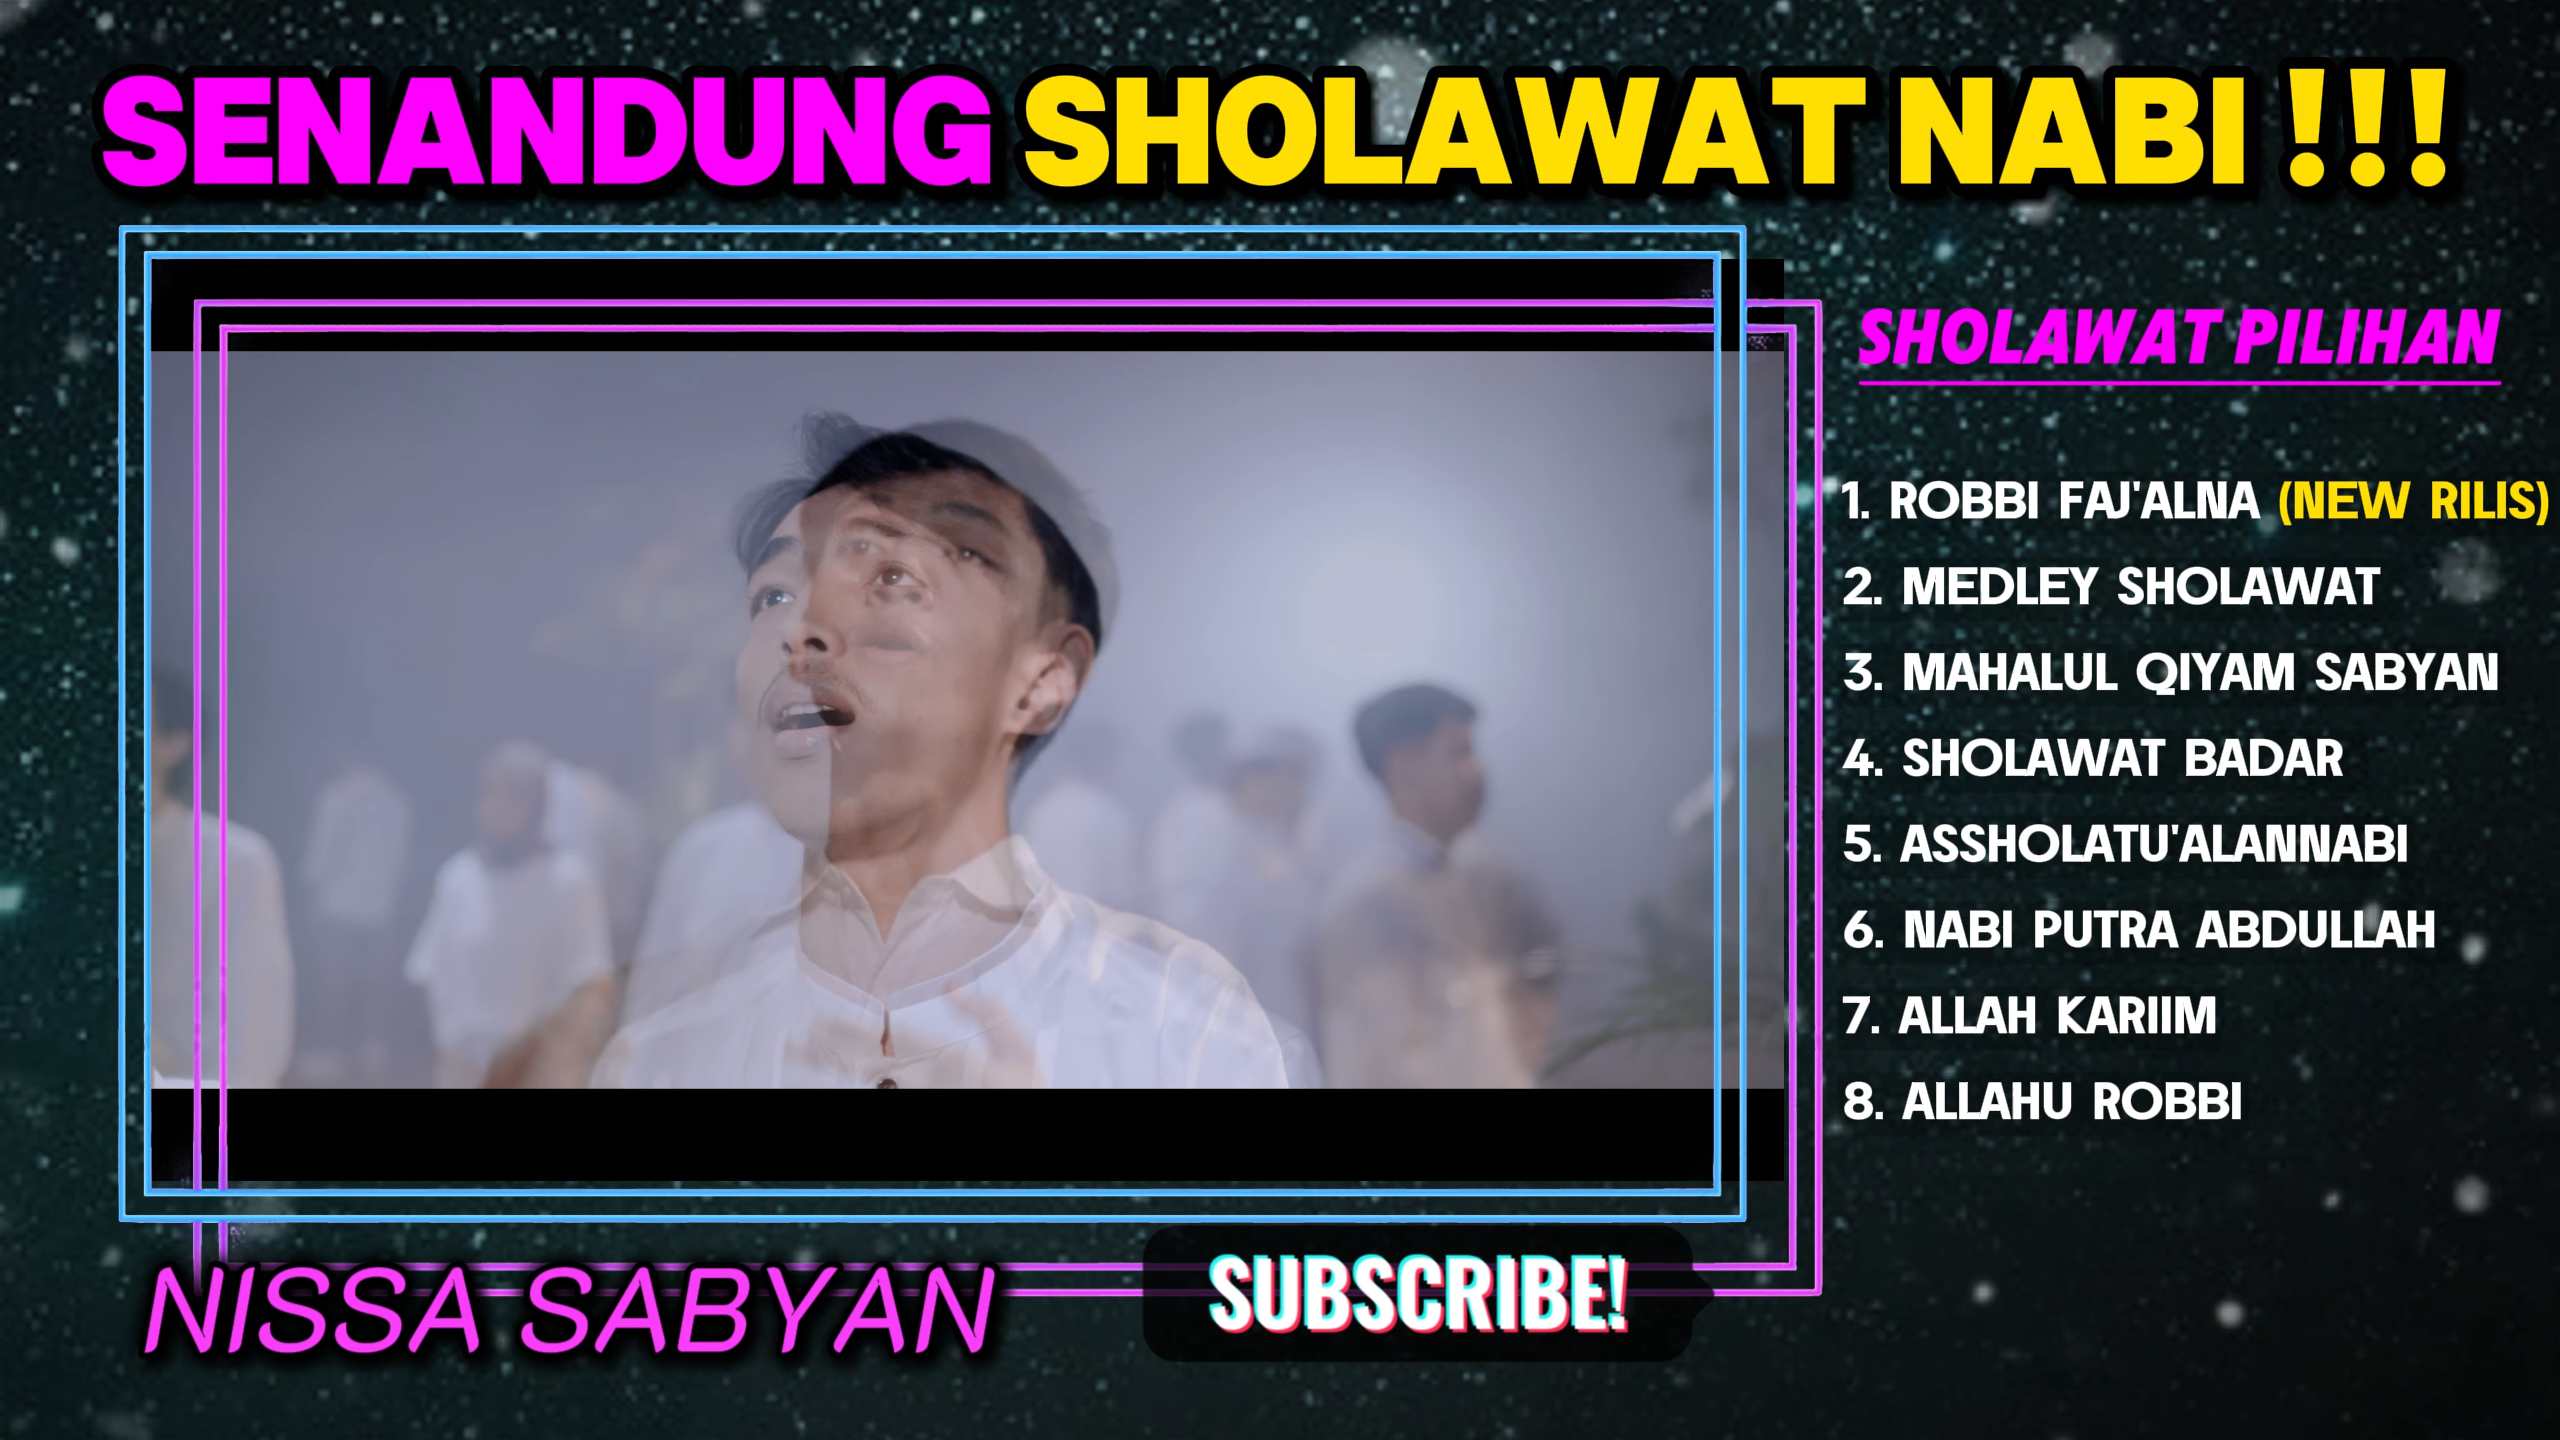 SENANDUNG SHOLAWAT NABI !!!
SHOLAWAT PILIHAN
1. ROBBI FAJ'ALNA (NEW RILIS)
2. MEDLEY SHOLAWAT
3. MAHALUL QIYAM SABYAN
4. SHOLAWAT BADAR
5. ASSHOLATU'ALANNABI
6. NABI PUTRA ABDULLAH
7. ALLAH KARIIM
8. ALLAHU ROBBI
NISSA SABYAN
SUBSCRIBE!